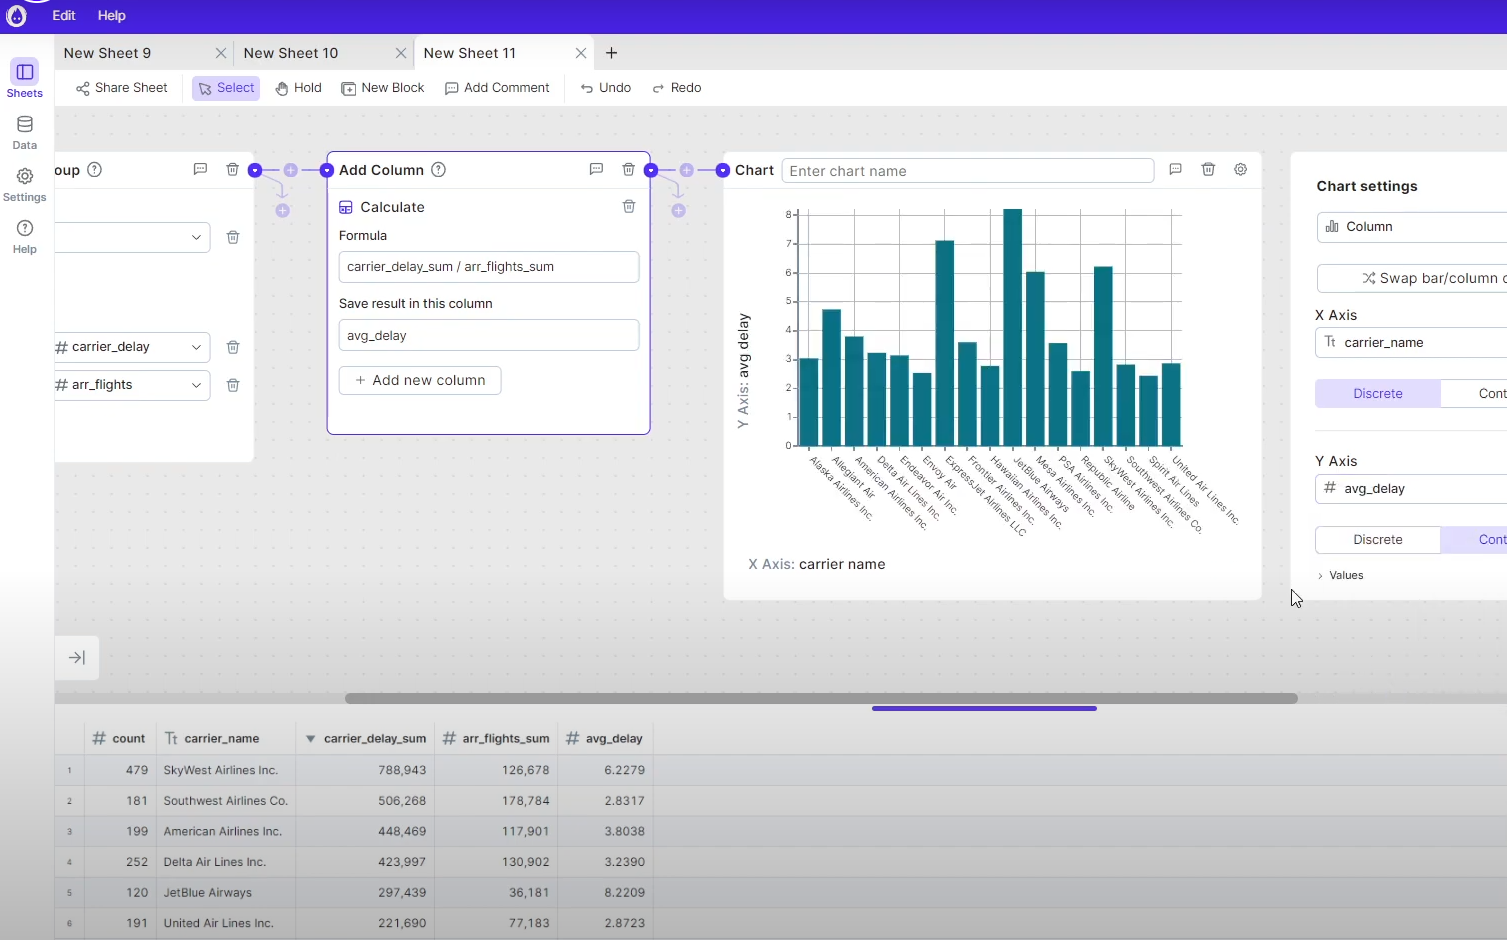 Edit Help
New Sheet 9 New Sheet 10 New Sheet 11
Share Sheet Select Hold New Block Add Comment Undo Redo
Sheets
Data
Settings
Help
oup
carrier_delay
arr_flights
Add Column
Calculate
Formula
carrier_delay_sum / arr_flights_sum
Save result in this column
avg_delay
+ Add new column
Chart Enter chart name
Y Axis: avg delay
8
7
6
5
4
3
2
1
0
Alaska Airlines Inc.
Allegiant Air
American Airlines Inc.
Delta Air Lines Inc.
Endeavor Air Inc.
Envoy Air
ExpressJet Airlines LLC
Frontier Airlines Inc.
Hawaiian Airlines Inc.
JetBlue Airways
Mesa Airlines Inc.
PSA Airlines Inc.
Republic Airline
SkyWest Airlines Inc.
Southwest Airlines Co.
Spirit Air Lines
United Air Lines Inc.
X Axis: carrier name
Chart settings
Column
Swap bar/column
X Axis
Tt carrier_name
Discrete Cont
Y Axis
# avg_delay
Discrete Cont
Values
# count Tt carrier_name carrier_delay_sum # arr_flights_sum # avg_delay
1 479 SkyWest Airlines Inc. 788,943 126,678 6.2279
2 181 Southwest Airlines Co. 506,268 178,784 2.8317
3 199 American Airlines Inc. 448,469 117,901 3.8038
4 252 Delta Air Lines Inc. 423,997 130,902 3.2390
5 120 JetBlue Airways 297,439 36,181 8.2209
6 191 United Air Lines Inc. 221,690 77,183 2.8723